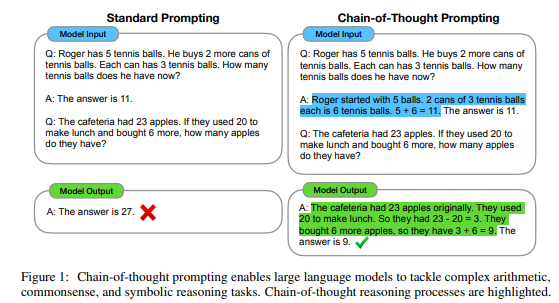 Standard Prompting
Model Input
Q: Roger has 5 tennis balls. He buys 2 more cans of
tennis balls. Each can has 3 tennis balls. How many
tennis balls does he have now?
A: The answer is 11.
Q: The cafeteria had 23 apples. If they used 20 to
make lunch and bought 6 more, how many apples
do they have?
Model Output
A: The answer is 27.
Chain-of-Thought Prompting
Model Input
Q: Roger has 5 tennis balls. He buys 2 more cans of
tennis balls. Each can has 3 tennis balls. How many
tennis balls does he have now?
A: Roger started with 5 balls. 2 cans of 3 tennis balls
each is 6 tennis balls. 5 + 6 = 11. The answer is 11.
Q: The cafeteria had 23 apples. If they used 20 to
make lunch and bought 6 more, how many apples
do they have?
Model Output
A: The cafeteria had 23 apples originally. They used
20 to make lunch. So they had 23 - 20 = 3. They
bought 6 more apples, so they have 3 + 6 = 9. The
answer is 9.
Figure 1: Chain-of-thought prompting enables large language models to tackle complex arithmetic,
commonsense, and symbolic reasoning tasks. Chain-of-thought reasoning processes are highlighted.